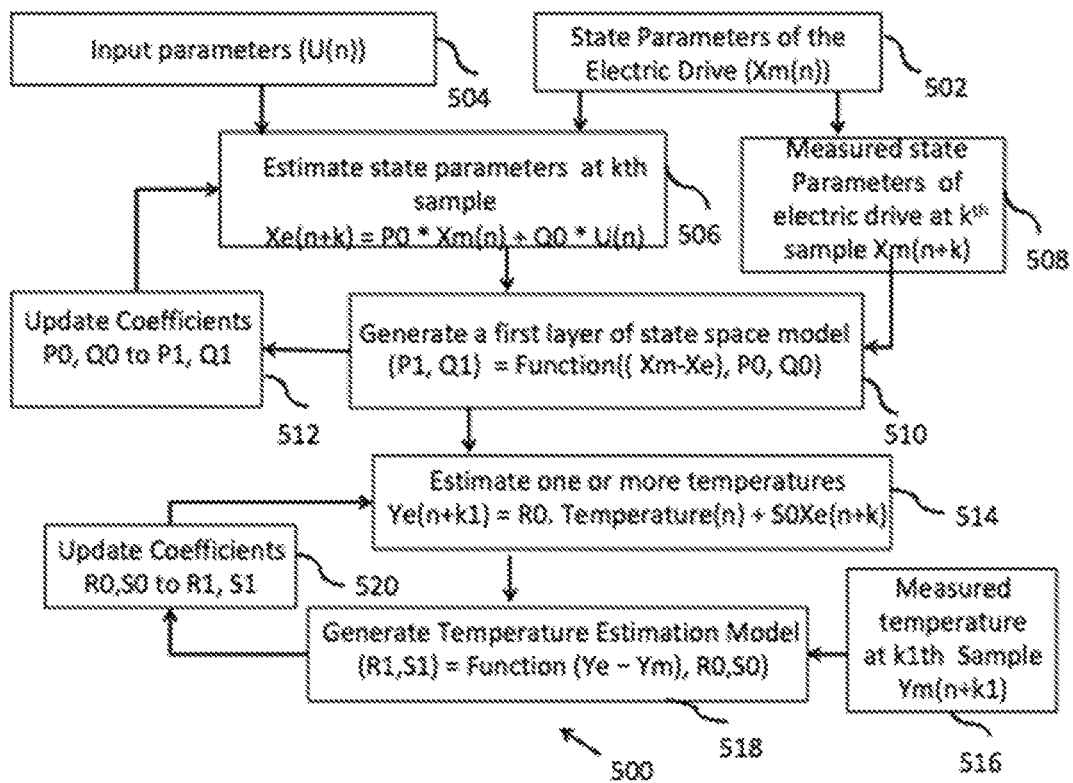 Input parameters (U(n))
504
State Parameters of the
Electric Drive (Xm(n))
502
Estimate state parameters at kth
sample
Xe(n+k) = P0 * Xm(n) + Q0 * U(n)
506
Measured state
Parameters of
electric drive at kth
sample Xm(n+k)
508
Update Coefficients
P0, Q0 to P1, Q1
512
Generate a first layer of state space model
(P1, Q1) = Function(( Xm-Xe), P0, Q0)
510
Estimate one or more temperatures
Ye(n+k1) = R0. Temperature(n) + S0Xe(n+k)
514
Update Coefficients
R0,S0 to R1, S1
520
Generate Temperature Estimation Model
(R1,S1) = Function (Ye – Ym), R0,S0)
518
Measured
temperature
at k1th Sample
Ym(n+k1)
516
500